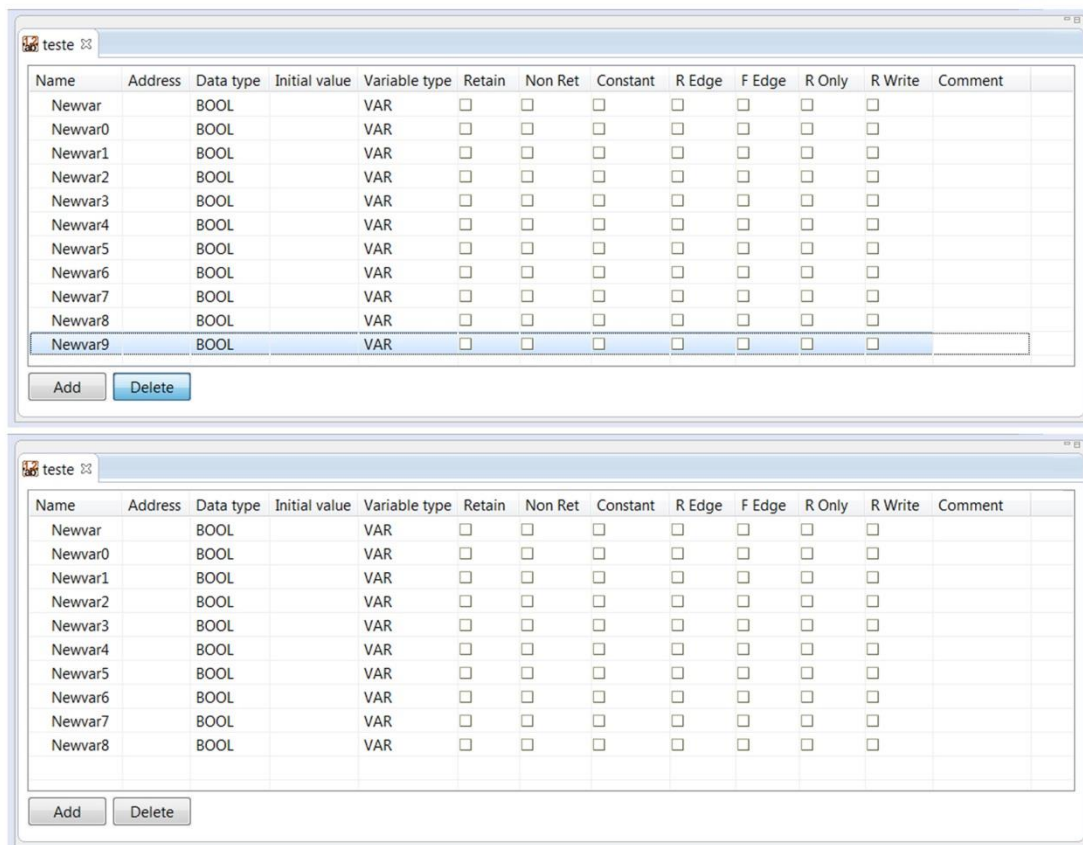 teste
Name Address Data type Initial value Variable type Retain Non Ret Constant R Edge F Edge R Only R Write Comment
Newvar BOOL VAR
Newvar0 BOOL VAR
Newvar1 BOOL VAR
Newvar2 BOOL VAR
Newvar3 BOOL VAR
Newvar4 BOOL VAR
Newvar5 BOOL VAR
Newvar6 BOOL VAR
Newvar7 BOOL VAR
Newvar8 BOOL VAR
Newvar9 BOOL VAR
Add Delete
teste
Name Address Data type Initial value Variable type Retain Non Ret Constant R Edge F Edge R Only R Write Comment
Newvar BOOL VAR
Newvar0 BOOL VAR
Newvar1 BOOL VAR
Newvar2 BOOL VAR
Newvar3 BOOL VAR
Newvar4 BOOL VAR
Newvar5 BOOL VAR
Newvar6 BOOL VAR
Newvar7 BOOL VAR
Newvar8 BOOL VAR
Add Delete